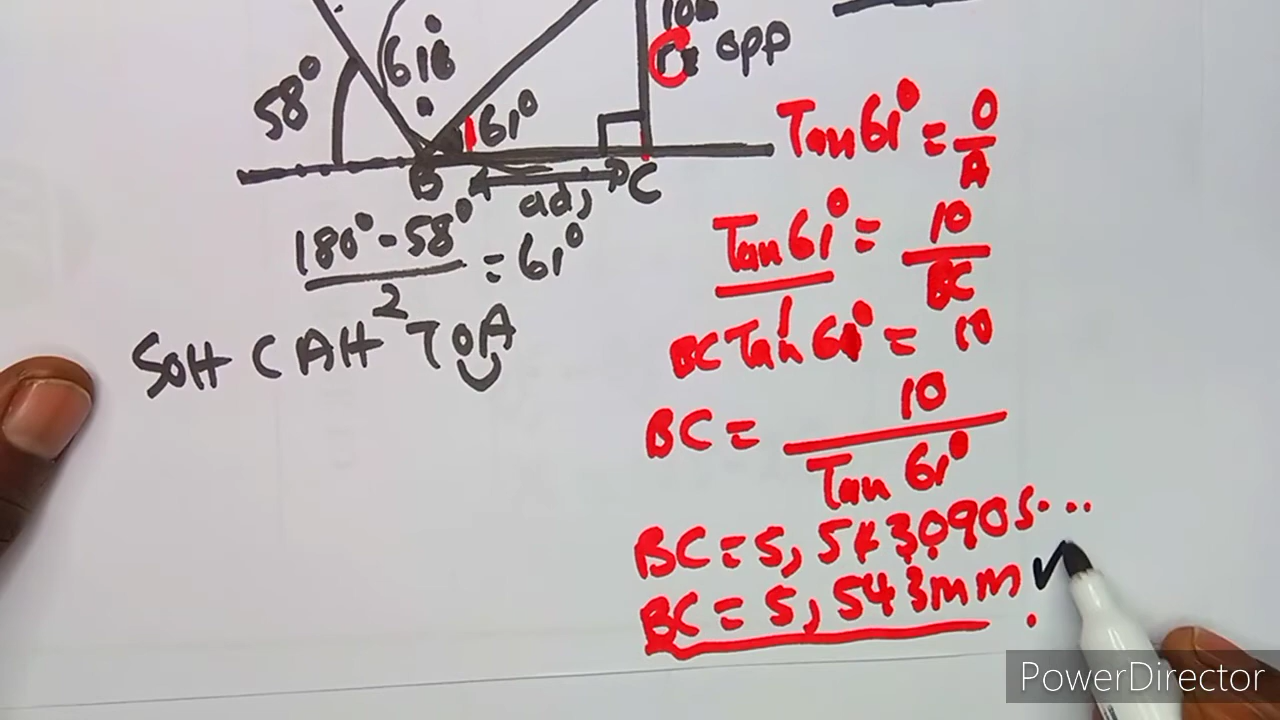 58°
61°
61°
r= opp
B
adj
C
180° - 58°
2
= 61°
SOH CAH TOA
Tan 61° = O
A
Tan 61° = 10
1
BC
BC Tan 61° = 10
BC = 10
Tan 61°
BC = 5,5430905...
BC = 5,543mm
PowerDirector